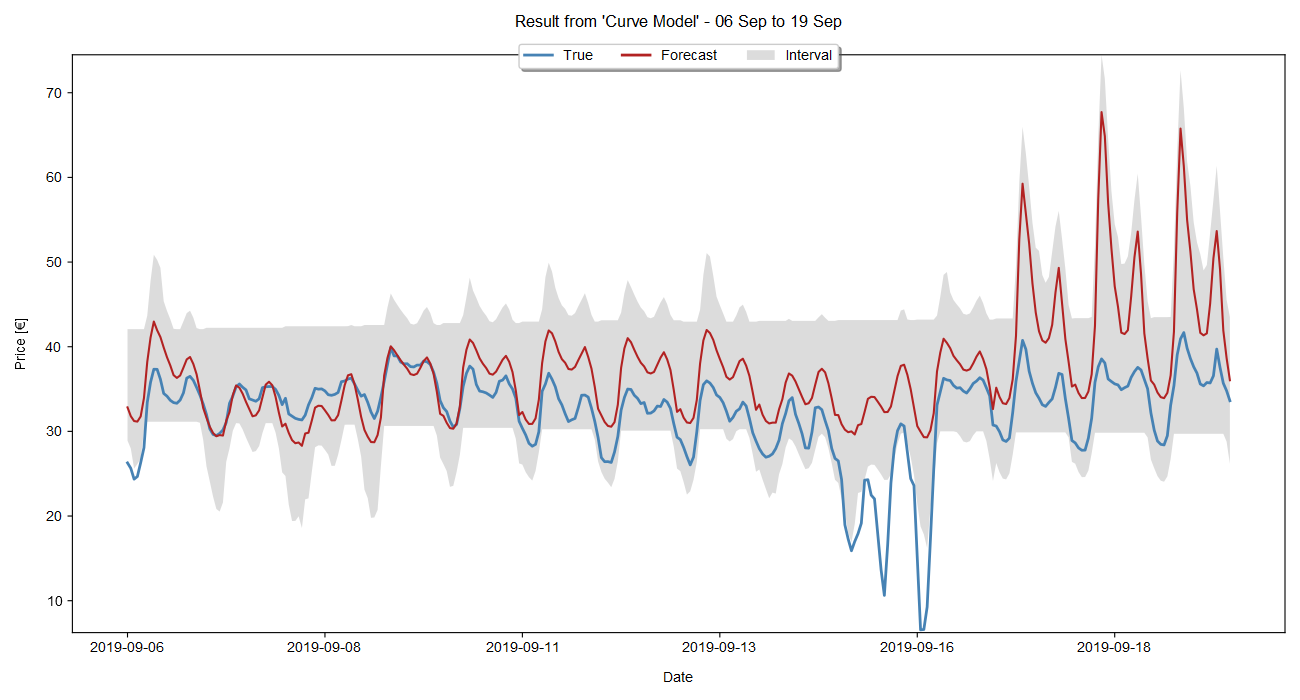 Result from 'Curve Model' - 06 Sep to 19 Sep
True Forecast Interval
70
60
50
40
30
20
10
Price [€]
2019-09-06 2019-09-08 2019-09-11 2019-09-13 2019-09-16 2019-09-18
Date